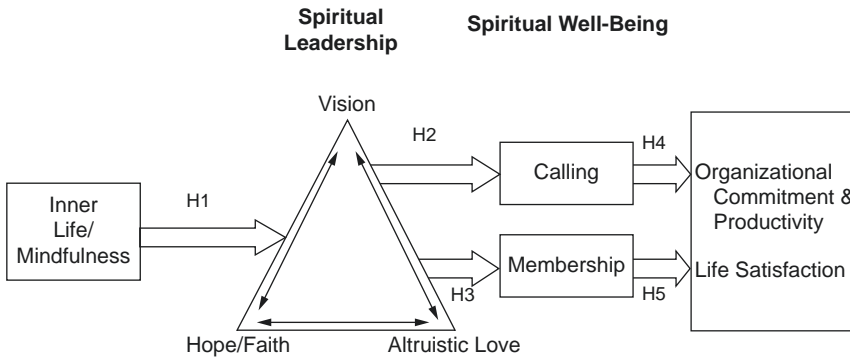 Spiritual
Leadership
Spiritual Well-Being
Vision
H2
H4
Calling
Organizational
Commitment &
Productivity
Inner
Life/
Mindfulness
H1
Membership
Life Satisfaction
H3
H5
Hope/Faith
Altruistic Love